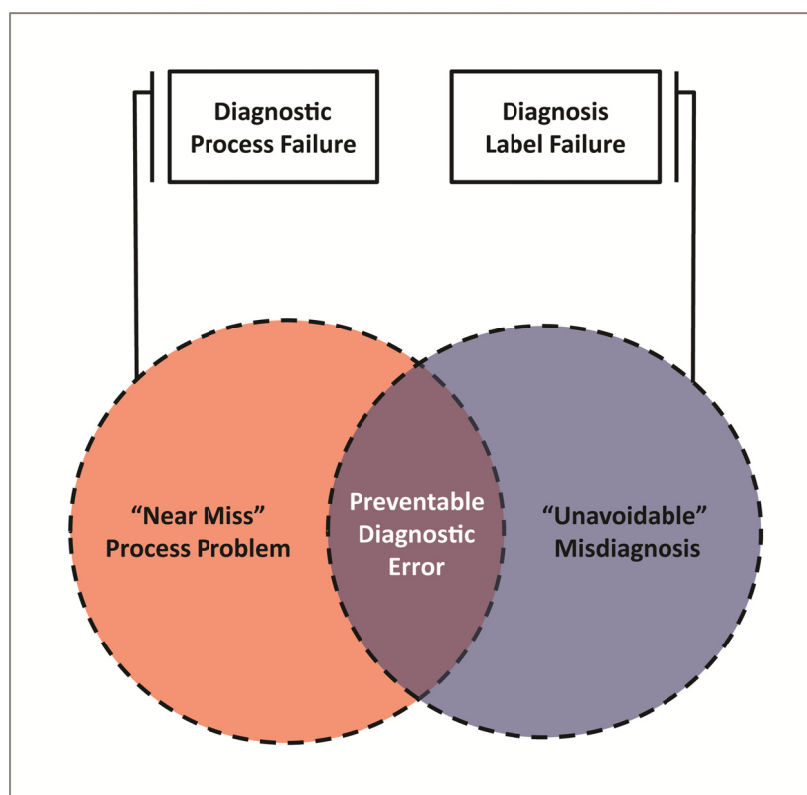 Diagnostic
Process Failure
Diagnosis
Label Failure
“Near Miss”
Process Problem
Preventable
Diagnostic
Error
“Unavoidable”
Misdiagnosis